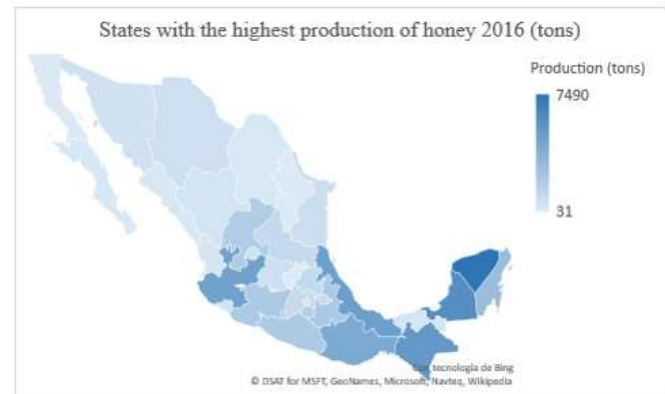 States with the highest production of honey 2016 (tons)
Production (tons)
7490
31
tecnología de Bing
© DSAT for MSFT, GeoNames, Microsoft, Navteq, Wikipedia